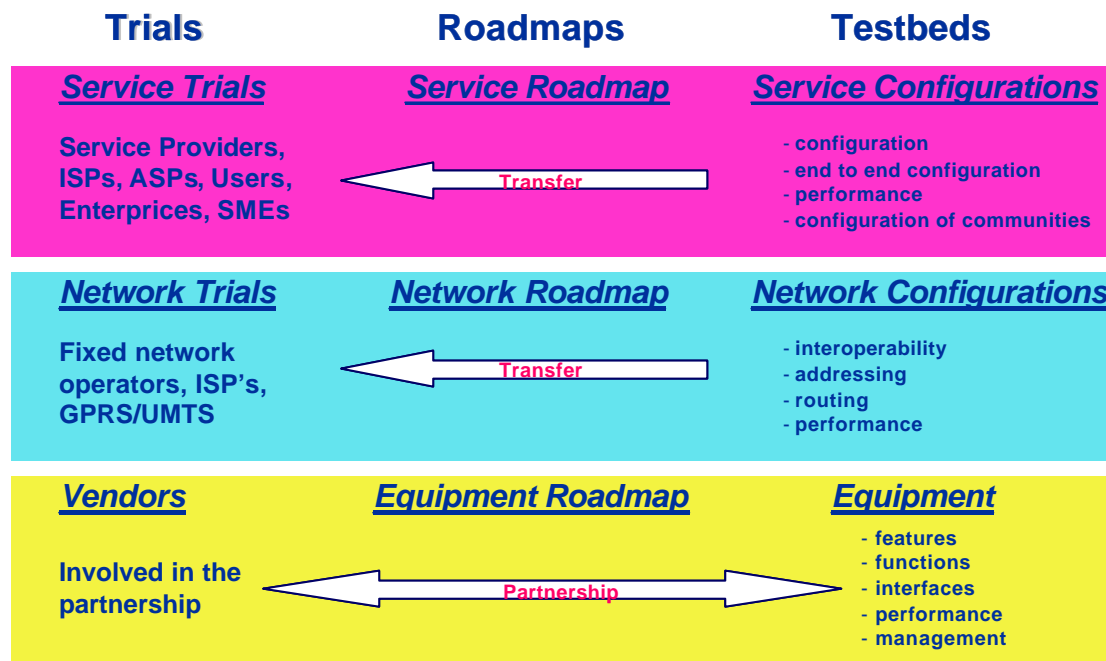 Trials
Roadmaps
Testbeds
Service Trials
Service Roadmap
Service Configurations
Service Providers,
ISPs, ASPs, Users,
Enterprices, SMEs
Transfer
- configuration
- end to end configuration
- performance
- configuration of communities
Network Trials
Network Roadmap
Network Configurations
Fixed network
operators, ISP’s,
GPRS/UMTS
Transfer
- interoperability
- addressing
- routing
- performance
Vendors
Equipment Roadmap
Equipment
Involved in the
partnership
Partnership
- features
- functions
- interfaces
- performance
- management